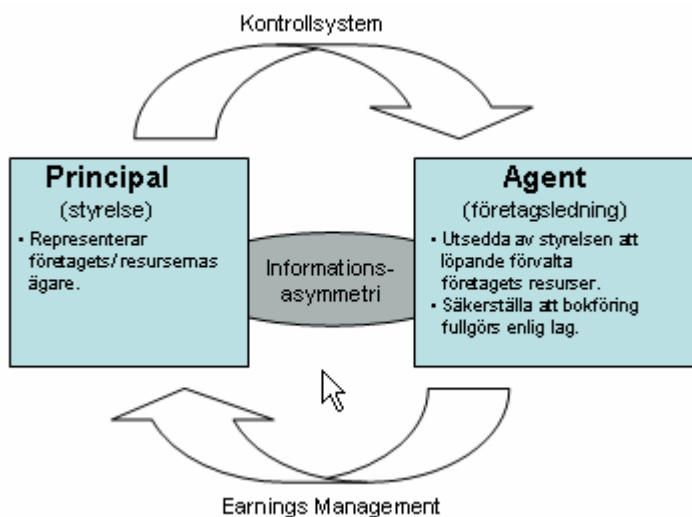 Kontrollsystem
Principal
(styrelse)
• Representerar
företagets/resursernas
ägare.
Informations-
asymmetri
Agent
(företagsledning)
• Utsedda av styrelsen att
löpande förvalta
företagets resurser.
• Säkerställa att bokföring
fullgörs enlig lag.
Earnings Management